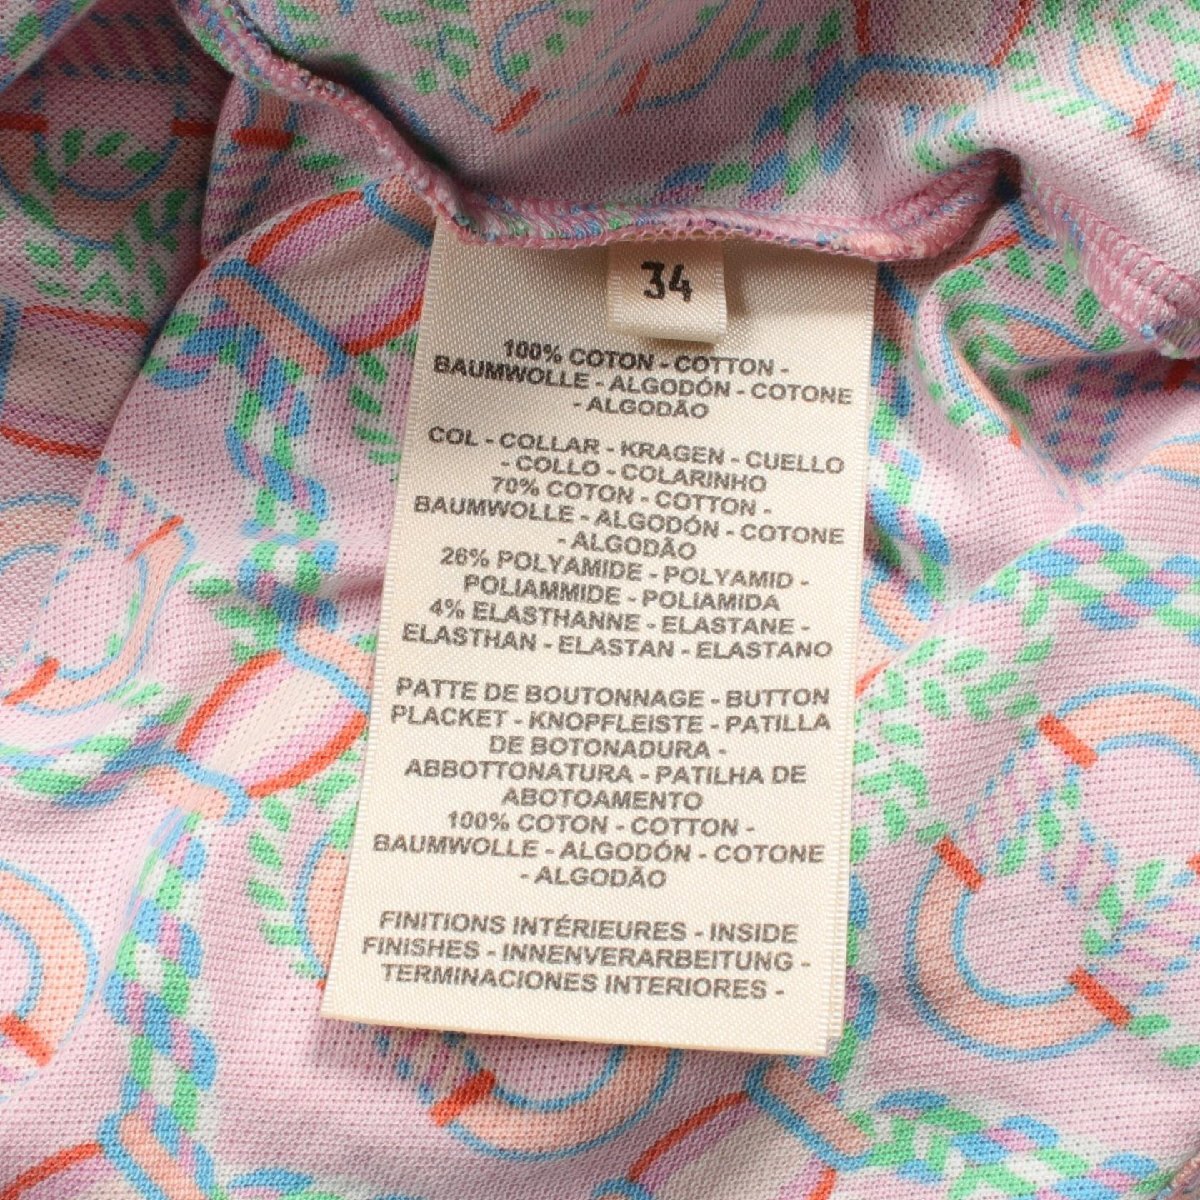 34
100% COTON - COTTON -
BAUMWOLLE - ALGODÓN - COTONE
- ALGODÃO
COL - COLLAR - KRAGEN - CUELLO
- COLLO - COLARINHO
70% COTON - COTTON -
BAUMWOLLE - ALGODÓN - COTONE
- ALGODÃO
26% POLYAMIDE - POLYAMID -
POLIAMMIDE - POLIAMIDA
4% ELASTHANNE - ELASTANE -
ELASTHAN - ELASTAN - ELASTANO
PATTE DE BOUTONNAGE - BUTTON
PLACKET - KNOPFLEISTE - PATILLA
DE BOTONADURA -
ABBOTTONATURA - PATILHA DE
ABOTOAMENTO
100% COTON - COTTON -
BAUMWOLLE - ALGODÓN - COTONE
- ALGODÃO
FINITIONS INTÉRIEURES - INSIDE
FINISHES - INNENVERARBEITUNG -
TERMINACIONES INTERIORES -